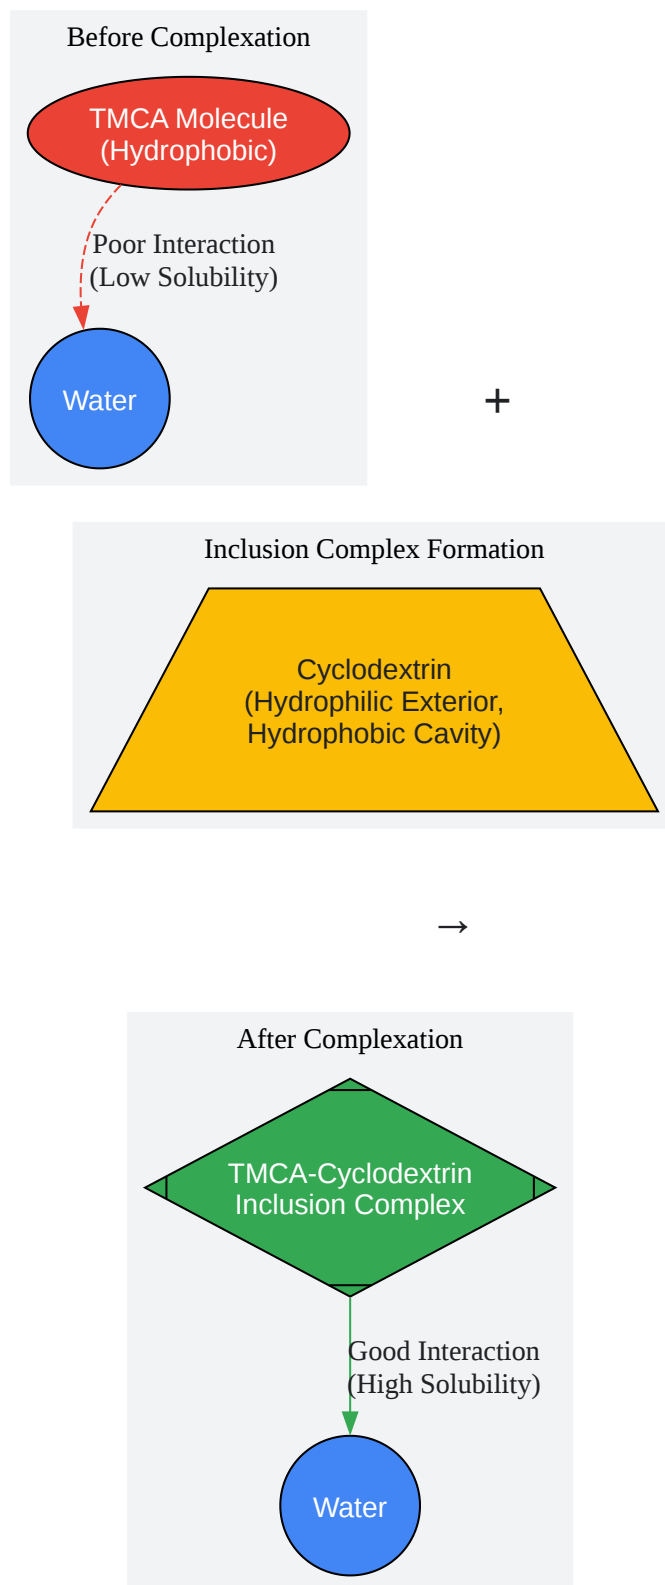 Before Complexation
TMCA Molecule
(Hydrophobic)
Poor Interaction
(Low Solubility)
Water
+
Inclusion Complex Formation
Cyclodextrin
(Hydrophilic Exterior,
Hydrophobic Cavity)
→
After Complexation
TMCA-Cyclodextrin
Inclusion Complex
Good Interaction
(High Solubility)
Water